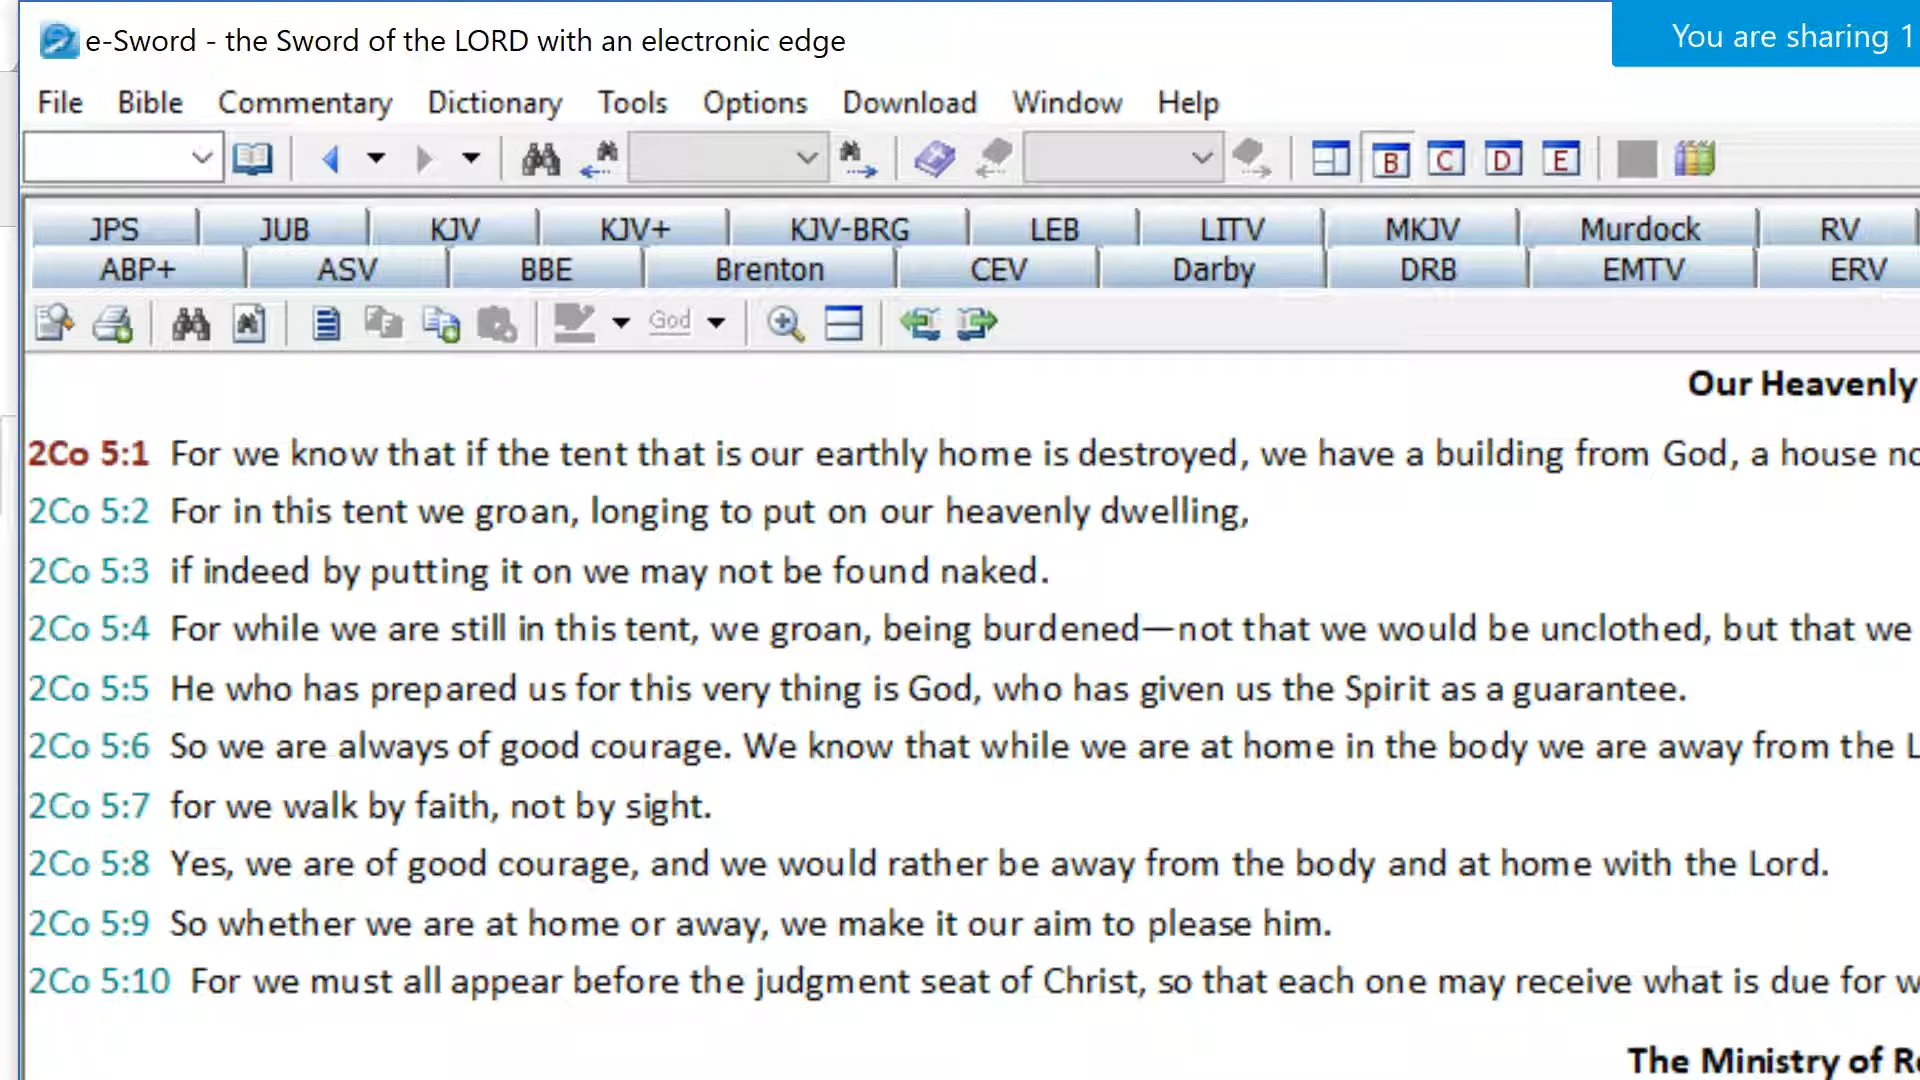 e-Sword - the Sword of the LORD with an electronic edge
You are sharing 1
File Bible Commentary Dictionary Tools Options Download Window Help
B C D E
JPS JUB KJV KJV+ KJV-BRG LEB LITV MKJV Murdock RV
ABP+ ASV BBE Brenton CEV Darby DRB EMTV ERV
God
Our Heavenly
2Co 5:1 For we know that if the tent that is our earthly home is destroyed, we have a building from God, a house
2Co 5:2 For in this tent we groan, longing to put on our heavenly dwelling,
2Co 5:3 if indeed by putting it on we may not be found naked.
2Co 5:4 For while we are still in this tent, we groan, being burdened—not that we would be unclothed, but that we
2Co 5:5 He who has prepared us for this very thing is God, who has given us the Spirit as a guarantee.
2Co 5:6 So we are always of good courage. We know that while we are at home in the body we are away from the
2Co 5:7 for we walk by faith, not by sight.
2Co 5:8 Yes, we are of good courage, and we would rather be away from the body and at home with the Lord.
2Co 5:9 So whether we are at home or away, we make it our aim to please him.
2Co 5:10 For we must all appear before the judgment seat of Christ, so that each one may receive what is due for
The Ministry of